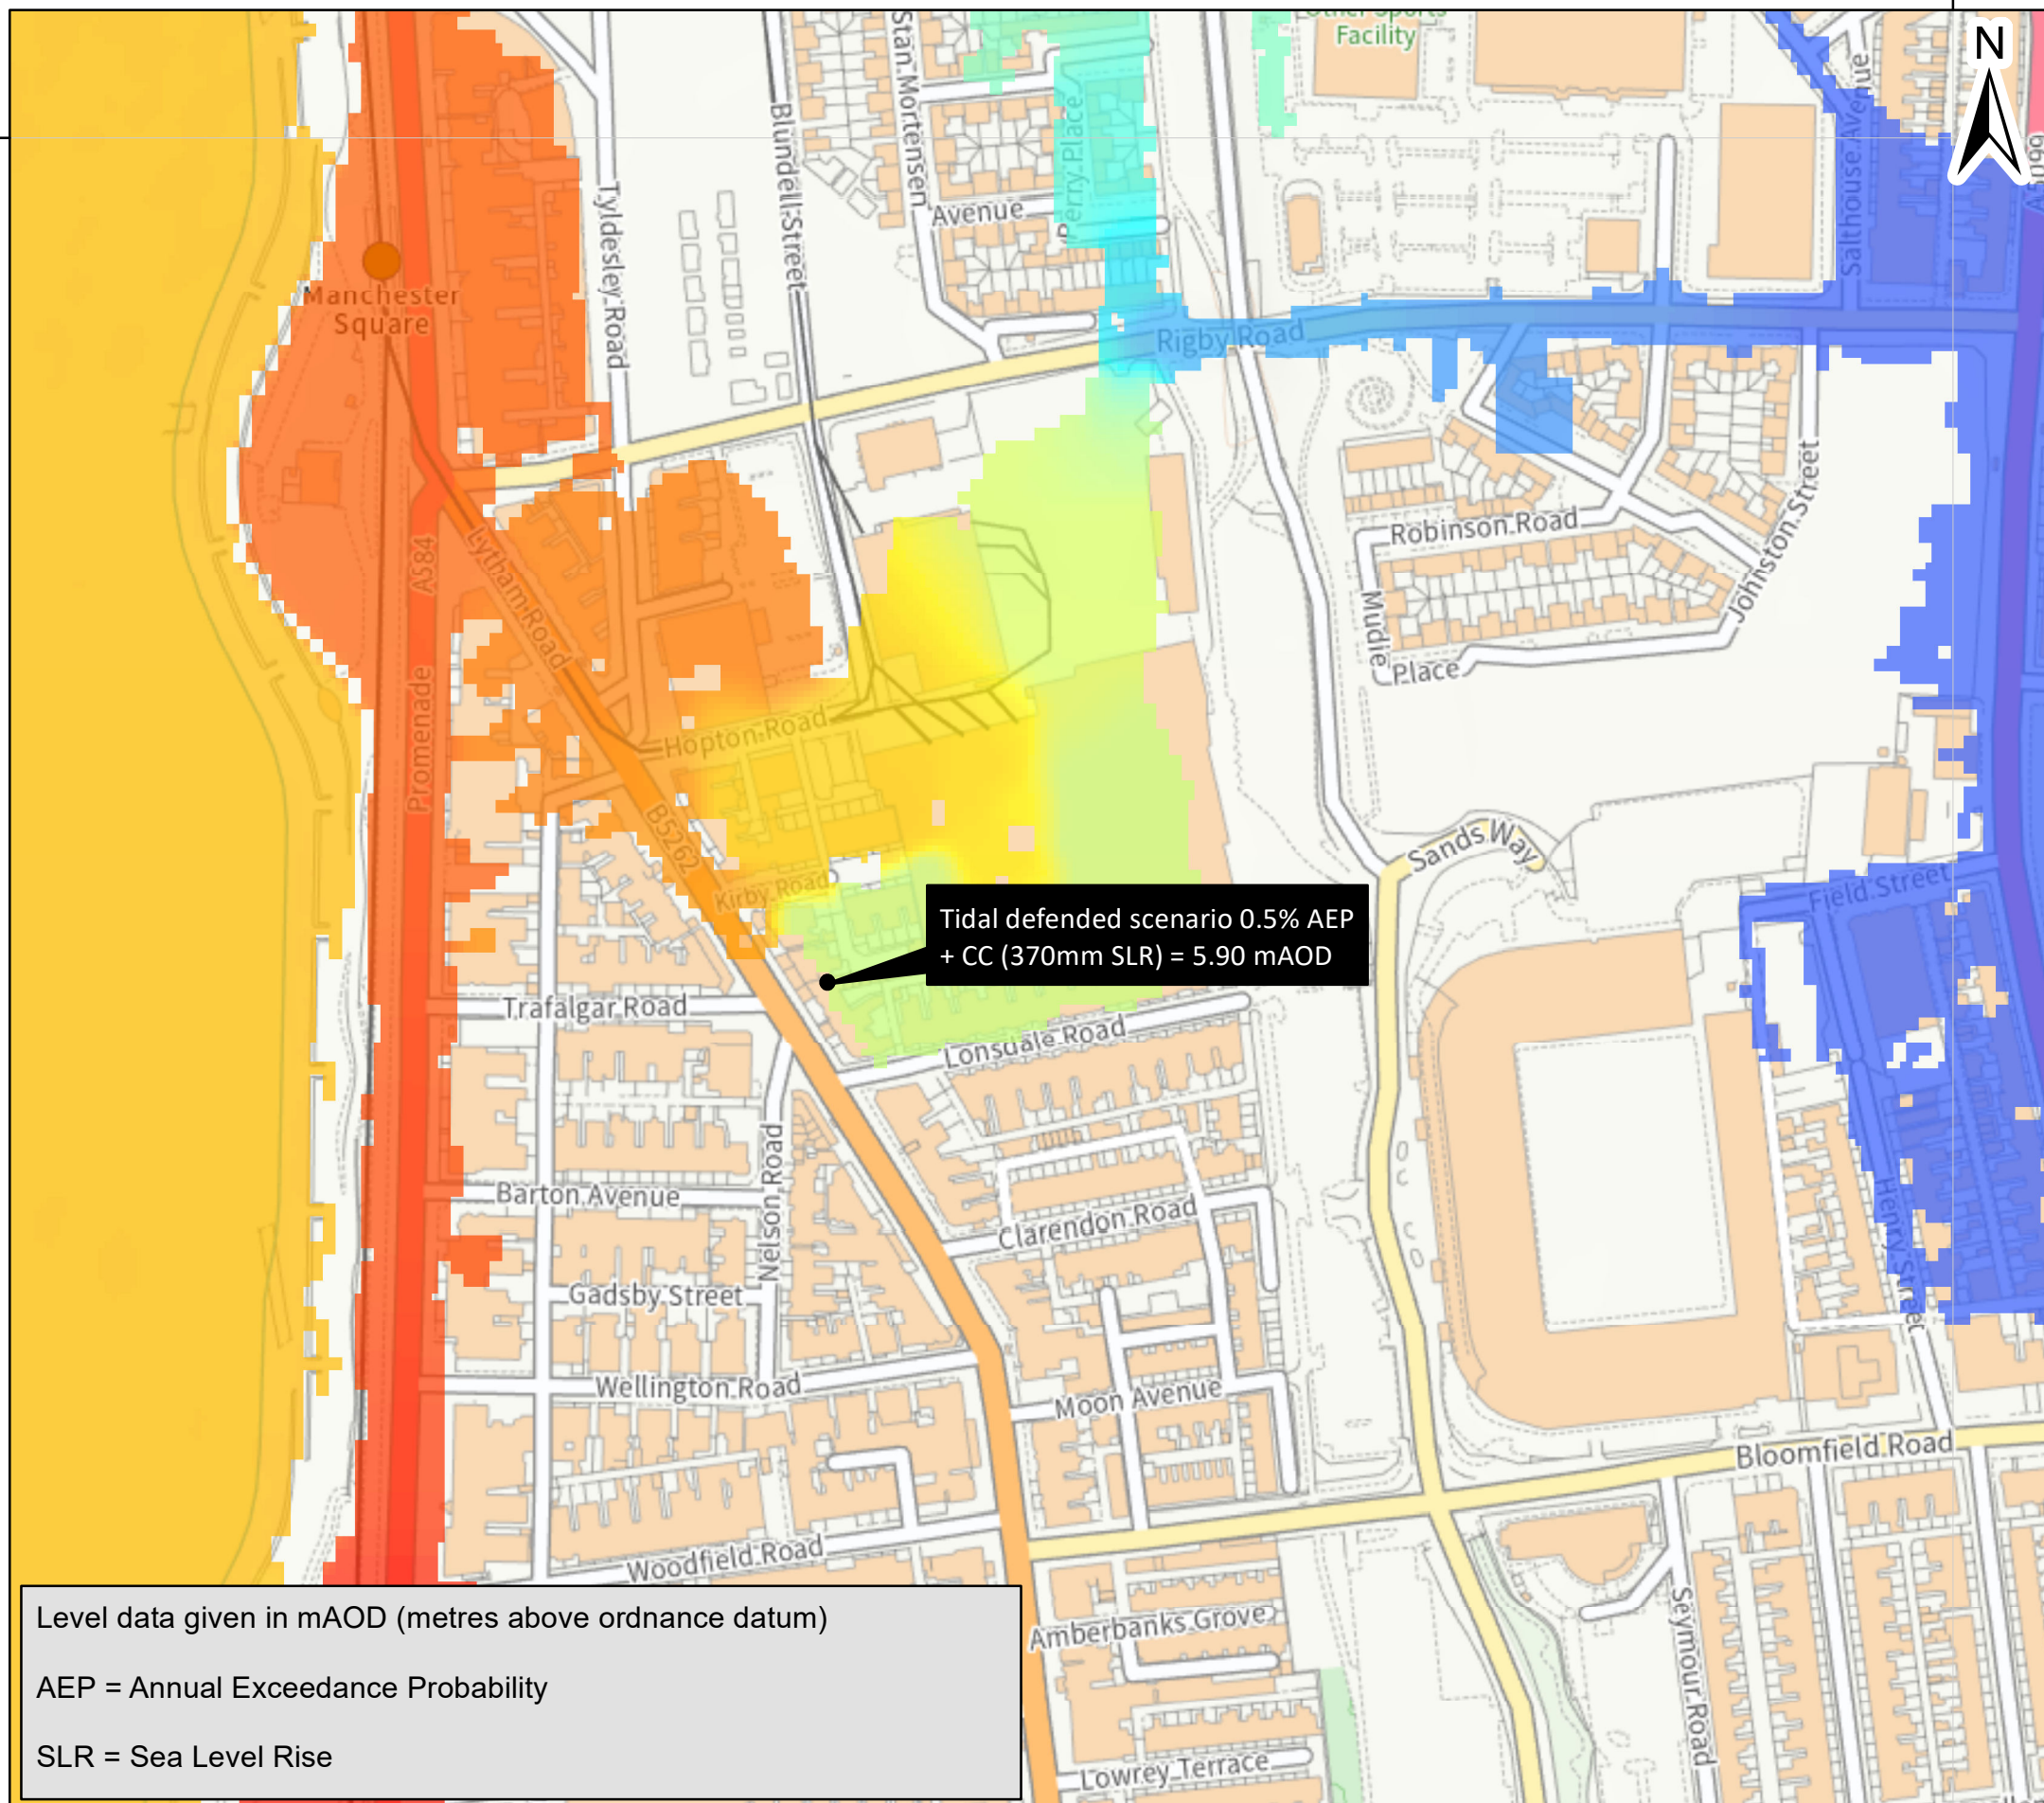 Other Sports
Facility
N
Stan Mortensen
Avenue
Blundell Street
Tyldesley Road
Salthouse Avenue
Manchester
Square
Rigby Road
Lytham Road
A584
Promenade
Robinson Road
Johnston Street
Mudie
Place
Hopton Road
B5262
Kirby Road
Sands Way
Field Street
Tidal defended scenario 0.5% AEP
+ CC (370mm SLR) = 5.90 mAOD
Trafalgar Road
Lonsdale Road
Barton Avenue
Nelson Road
Clarendon Road
Henry Street
Gadsby Street
Wellington Road
Moon Avenue
Bloomfield Road
Woodfield Road
Amberbanks Grove
Seymour Road
Lowrey Terrace
Level data given in mAOD (metres above ordnance datum)
AEP = Annual Exceedance Probability
SLR = Sea Level Rise